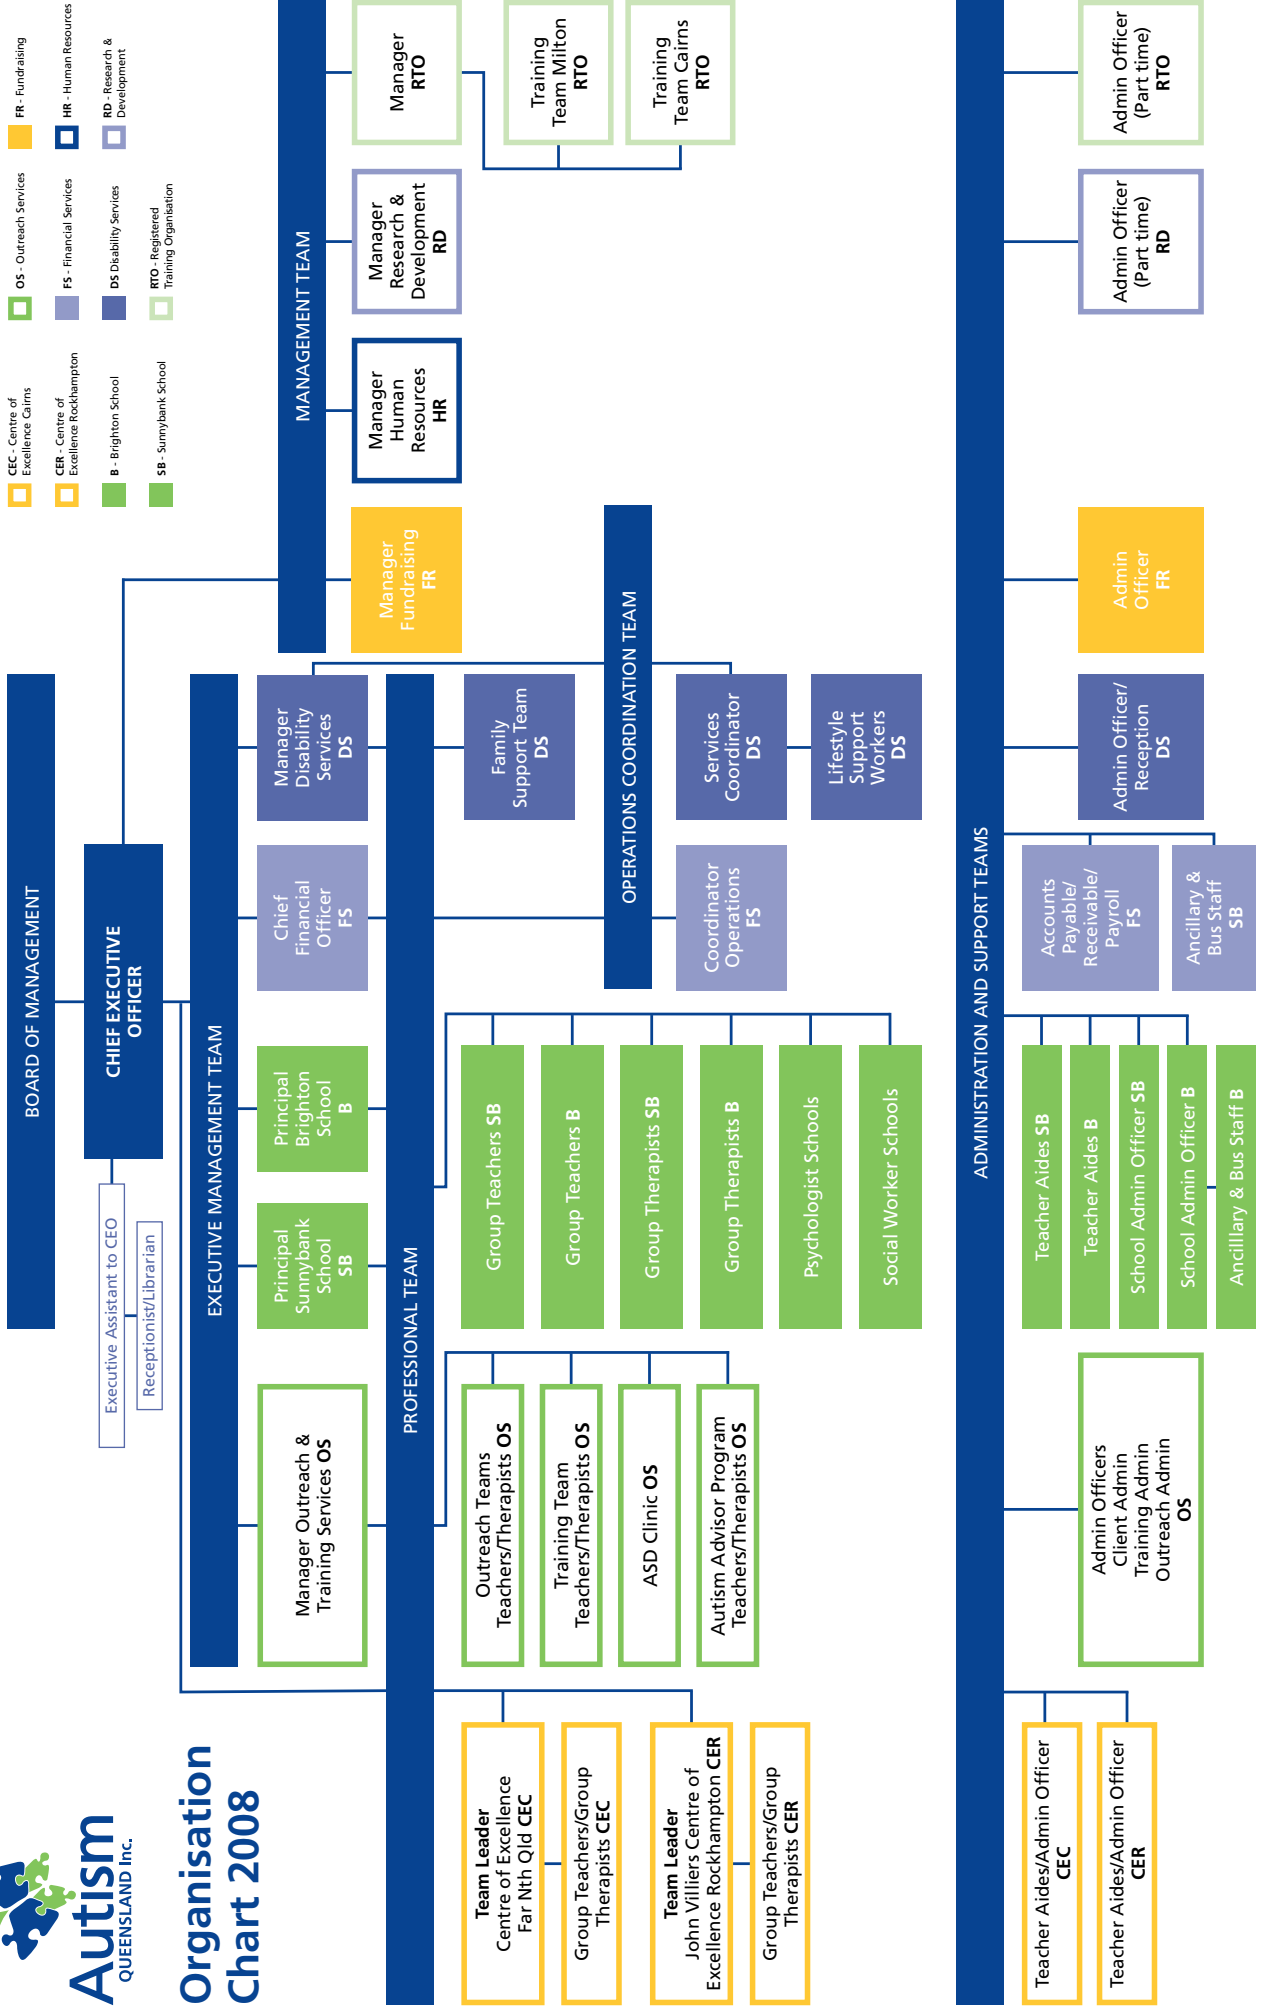 Autism
QUEENSLAND Inc.
Organisation
Chart 2008
CEC - Centre of
Excellence Cairns
CER - Centre of
Excellence Rockhampton
B - Brighton School
SB - Sunnybank School
OS - Outreach Services
FS - Financial Services
DS Disability Services
RTO - Registered
Training Organisation
FR - Fundraising
HR - Human Resources
RD - Research &
Development
BOARD OF MANAGEMENT
CHIEF EXECUTIVE
OFFICER
Executive Assistant to CEO
Receptionist/Librarian
EXECUTIVE MANAGEMENT TEAM
Manager Outreach &
Training Services OS
Principal
Sunnybank
School
SB
Principal
Brighton
School
B
Chief
Financial
Officer
FS
Manager
Disability
Services
DS
MANAGEMENT TEAM
Manager
Fundraising
FR
Manager
Human
Resources
HR
Manager
Research &
Development
RD
Manager
RTO
Training
Team Milton
RTO
Training
Team Cairns
RTO
PROFESSIONAL TEAM
Team Leader
Centre of Excellence
Far Nth Qld CEC
Group Teachers/Group
Therapists CEC
Team Leader
John Villiers Centre of
Excellence Rockhampton CER
Group Teachers/Group
Therapists CER
Outreach Teams
Teachers/Therapists OS
Training Team
Teachers/Therapists OS
ASD Clinic OS
Autism Advisor Program
Teachers/Therapists OS
Group Teachers SB
Group Teachers B
Group Therapists SB
Group Therapists B
Psychologist Schools
Social Worker Schools
Family
Support Team
DS
OPERATIONS COORDINATION TEAM
Coordinator
Operations
FS
Services
Coordinator
DS
Lifestyle
Support
Workers
DS
ADMINISTRATION AND SUPPORT TEAMS
Teacher Aides/Admin Officer
CEC
Teacher Aides/Admin Officer
CER
Admin Officers
Client Admin
Training Admin
Outreach Admin
OS
Teacher Aides SB
Teacher Aides B
School Admin Officer SB
School Admin Officer B
Ancilllary & Bus Staff B
Accounts
Payable/
Receivable/
Payroll
FS
Ancillary &
Bus Staff
SB
Admin Officer/
Reception
DS
Admin
Officer
FR
Admin Officer
(Part time)
RD
Admin Officer
(Part time)
RTO